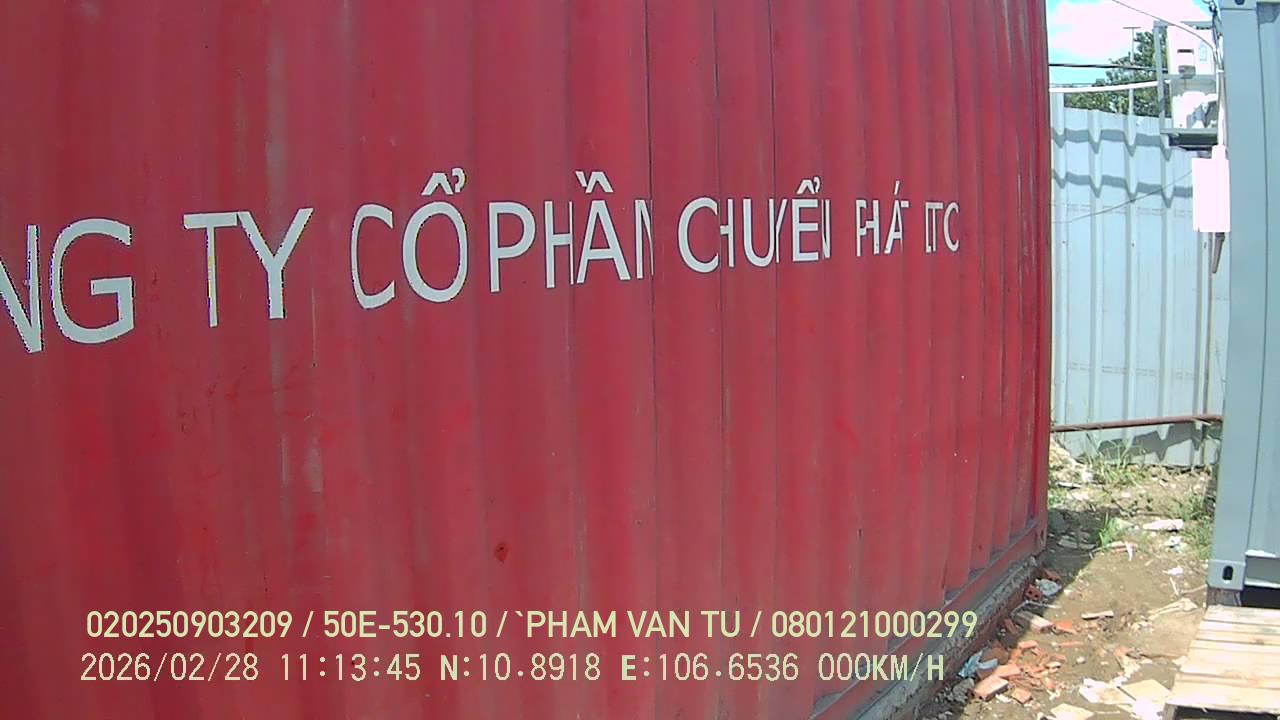 NG TY CỔ PHẦN CHUYỂN PHÁT LTC
020250903209 / 50E-530.10 / `PHAM VAN TU / 080121000299
2026/02/28 11:13:45 N:10.8918 E:106.6536 000KM/H